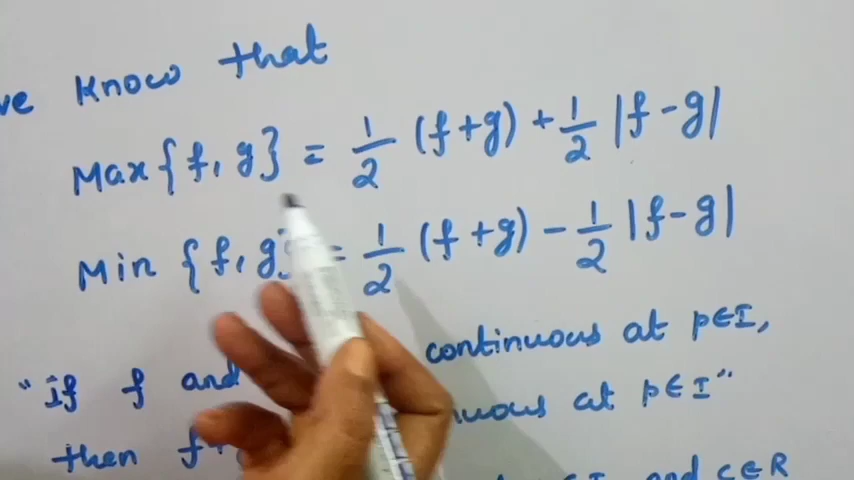 we know that
Max{f, g} = 1/2 (f+g) + 1/2 |f-g|
Min {f, g} = 1/2 (f+g) - 1/2 |f-g|
"if f and continuous at p∈I,
then f+ at p∈I"
and c∈R